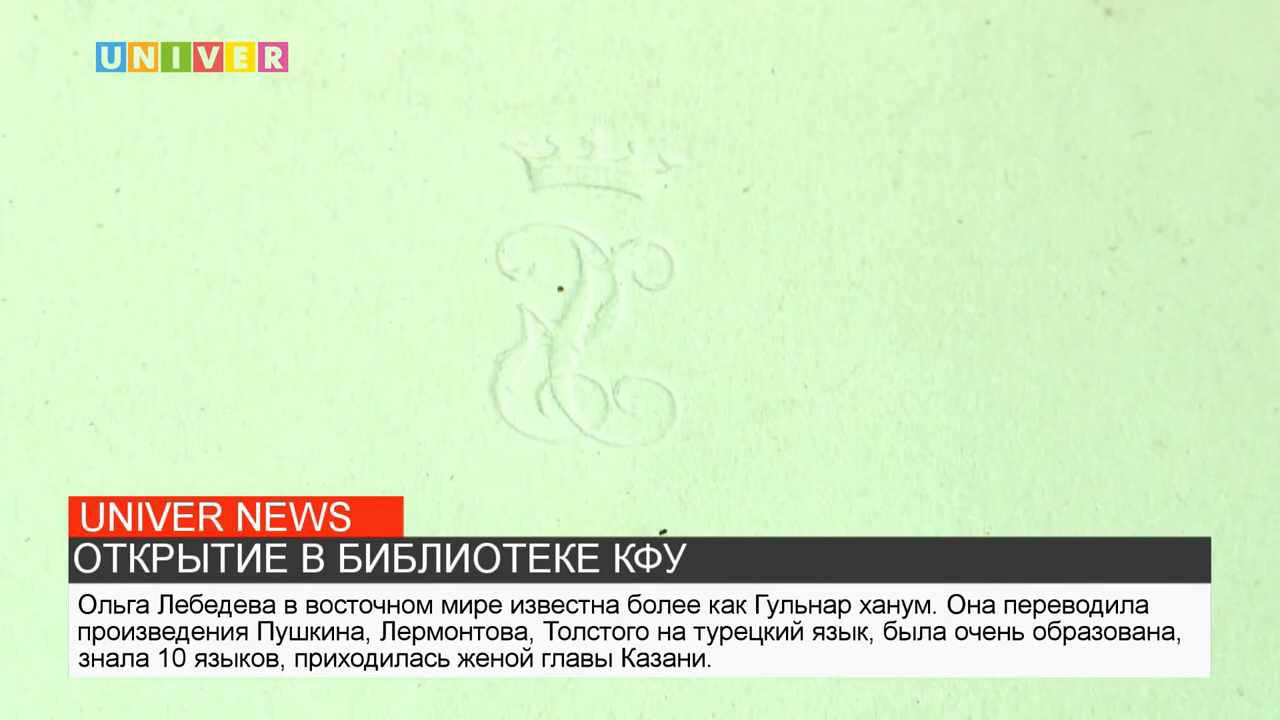 UNIVER
UNIVER NEWS
ОТКРЫТИЕ В БИБЛИОТЕКЕ КФУ
Ольга Лебедева в восточном мире известна более как Гульнар ханум. Она переводила
произведения Пушкина, Лермонтова, Толстого на турецкий язык, была очень образована,
знала 10 языков, приходилась женой главы Казани.